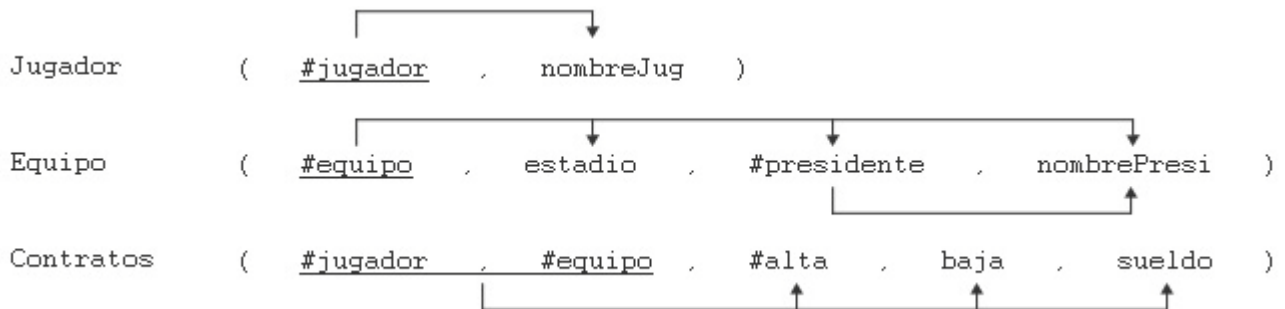 Jugador ( #jugador , nombreJug )
Equipo ( #equipo , estadio , #presidente , nombrePresi )
Contratos ( #jugador , #equipo , #alta , baja , sueldo )